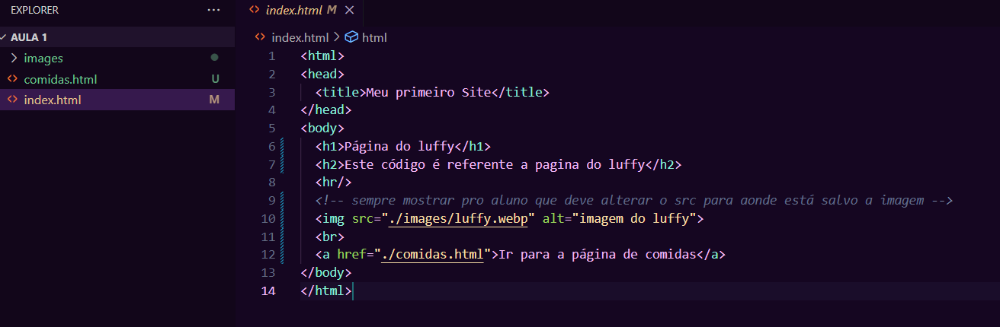 EXPLORER ...
AULA 1
images
comidas.html U
index.html M
index.html M
index.html > html
1 <html>
2 <head>
3 <title>Meu primeiro Site</title>
4 </head>
5 <body>
6 <h1>Página do luffy</h1>
7 <h2>Este código é referente a pagina do luffy</h2>
8 <hr/>
9 <!-- sempre mostrar pro aluno que deve alterar o src para aonde está salvo a imagem -->
10 <img src="./images/luffy.webp" alt="imagem do luffy">
11 <br>
12 <a href="./comidas.html">Ir para a página de comidas</a>
13 </body>
14 </html>